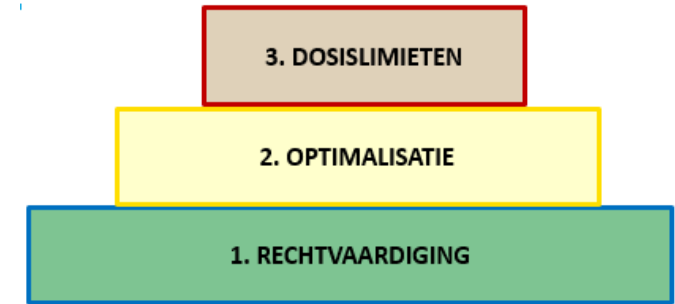 3. DOSISLIMIETEN
2. OPTIMALISATIE
1. RECHTVAARDIGING